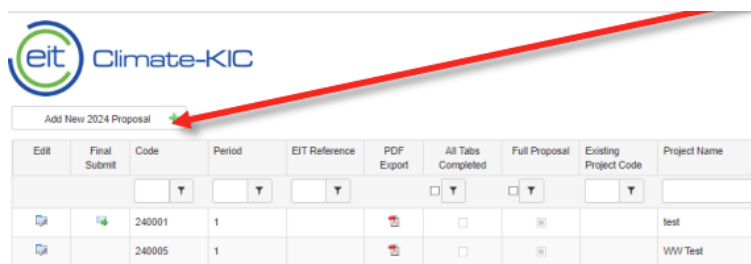 eit Climate-KIC
Add New 2024 Proposal
Edit Final Submit Code Period EIT Reference PDF Export All Tabs Completed Full Proposal Existing Project Code Project Name
240001 1 test
240005 1 WW Test